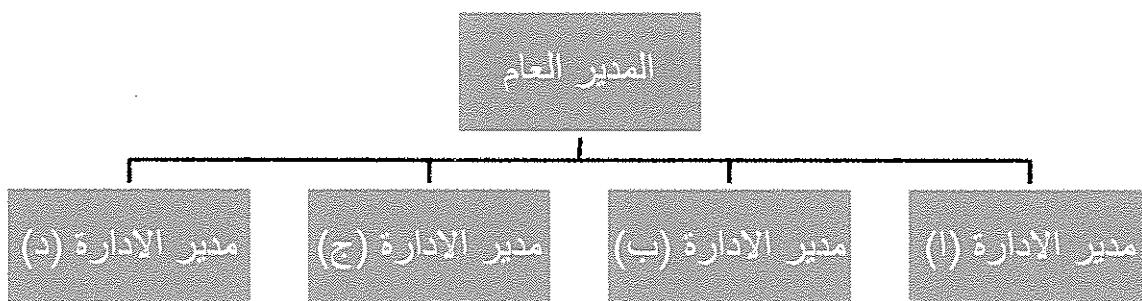 المدير العام
مدير الادارة (ا)
مدير الادارة (ب)
مدير الادارة (ج)
مدير الادارة (د)